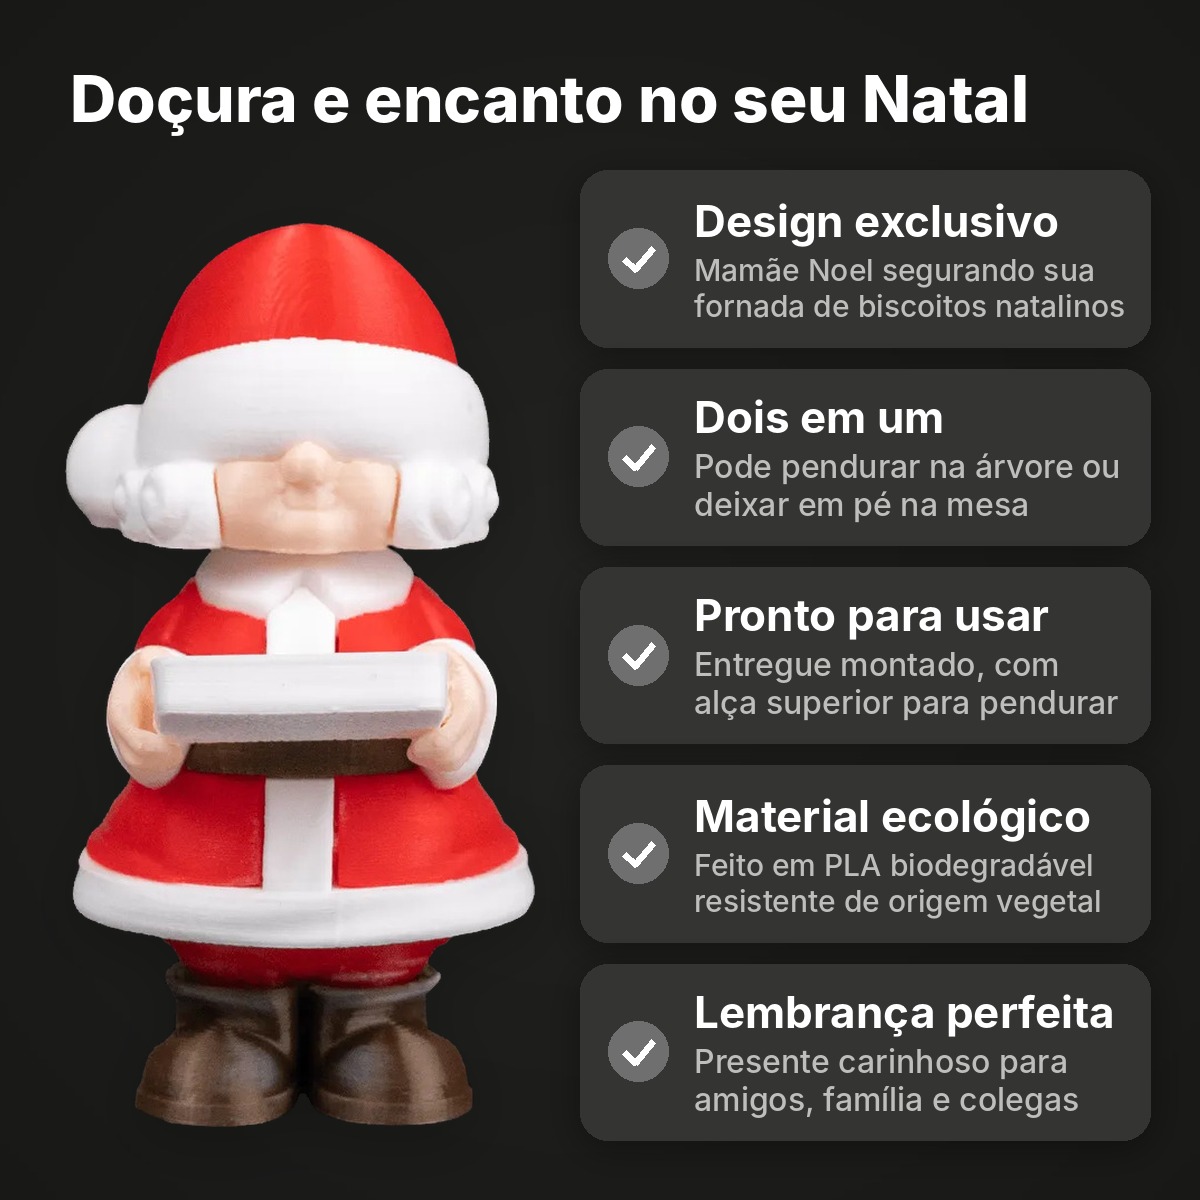 Doçura e encanto no seu Natal
Design exclusivo
Mamãe Noel segurando sua
fornada de biscoitos natalinos
Dois em um
Pode pendurar na árvore ou
deixar em pé na mesa
Pronto para usar
Entregue montado, com
alça superior para pendurar
Material ecológico
Feito em PLA biodegradável
resistente de origem vegetal
Lembrança perfeita
Presente carinhoso para
amigos, família e colegas